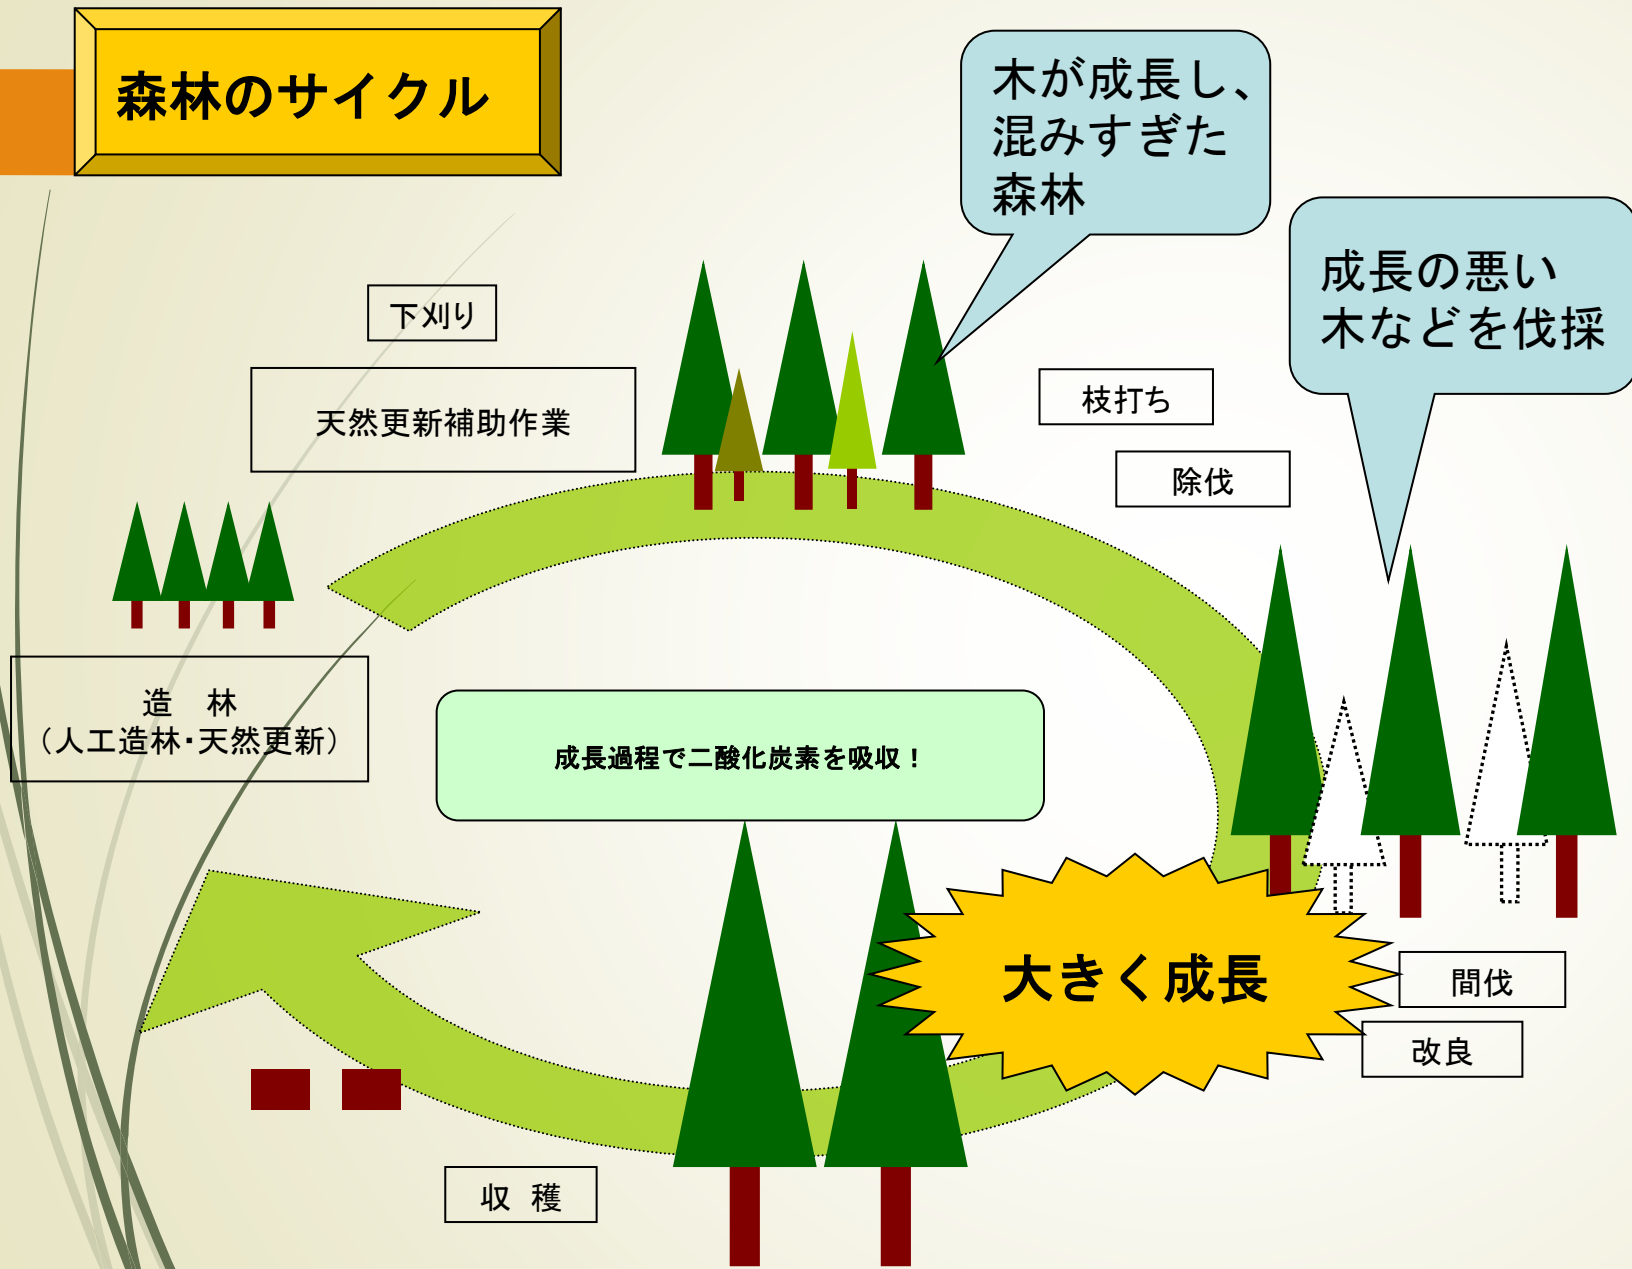 森林のサイクル
木が成長し、
混みすぎた
森林
成長の悪い
木などを伐採
下刈り
天然更新補助作業
枝打ち
除伐
造　林
（人工造林・天然更新）
成長過程で二酸化炭素を吸収！
大きく成長
間伐
改良
収　穫